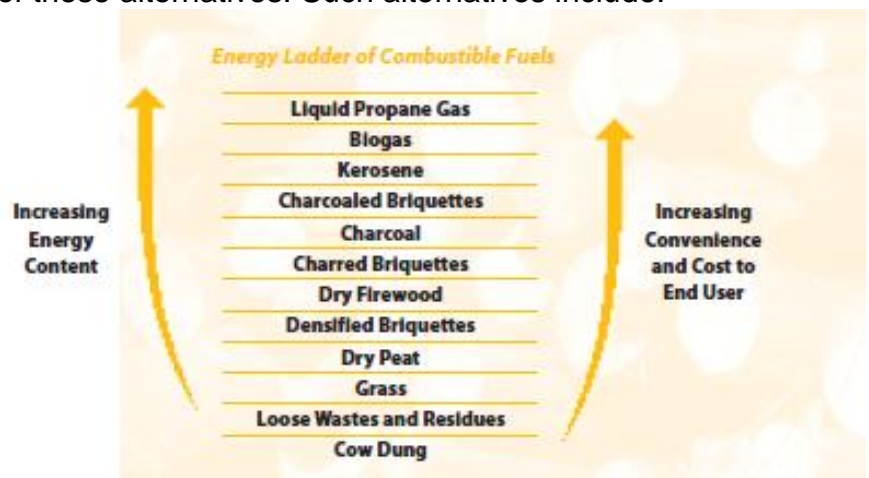 of these alternatives. Such alternatives include:
Energy Ladder of Combustible Fuels
Liquid Propane Gas
Biogas
Kerosene
Charcoaled Briquettes
Charcoal
Charred Briquettes
Dry Firewood
Densified Briquettes
Dry Peat
Grass
Loose Wastes and Residues
Cow Dung
Increasing
Energy
Content
Increasing
Convenience
and Cost to
End User